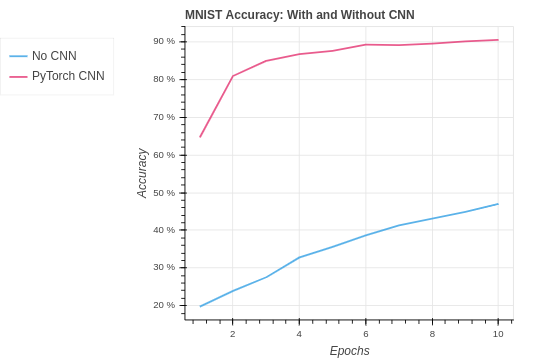 MNIST Accuracy: With and Without CNN
No CNN
PyTorch CNN
90 %
80 %
70 %
60 %
50 %
40 %
30 %
20 %
Accuracy
2 4 6 8 10
Epochs